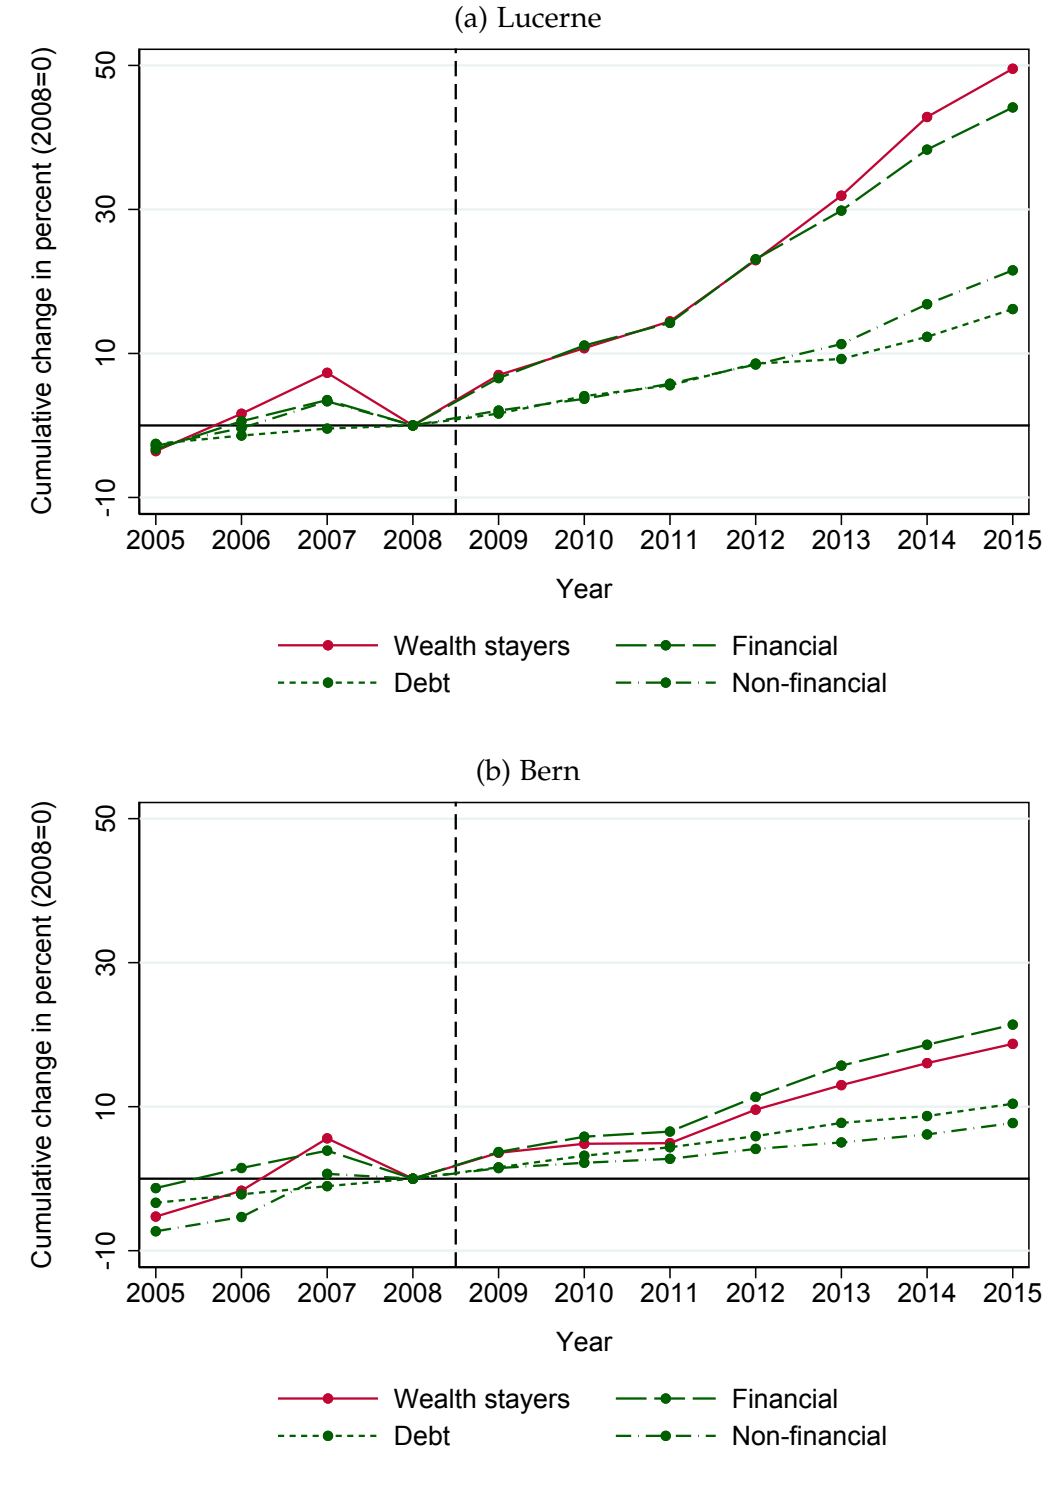 (a) Lucerne
Cumulative change in percent (2008=0)
50
30
10
-10
2005 2006 2007 2008 2009 2010 2011 2012 2013 2014 2015
Year
Wealth stayers Financial
Debt Non-financial
(b) Bern
Cumulative change in percent (2008=0)
50
30
10
-10
2005 2006 2007 2008 2009 2010 2011 2012 2013 2014 2015
Year
Wealth stayers Financial
Debt Non-financial